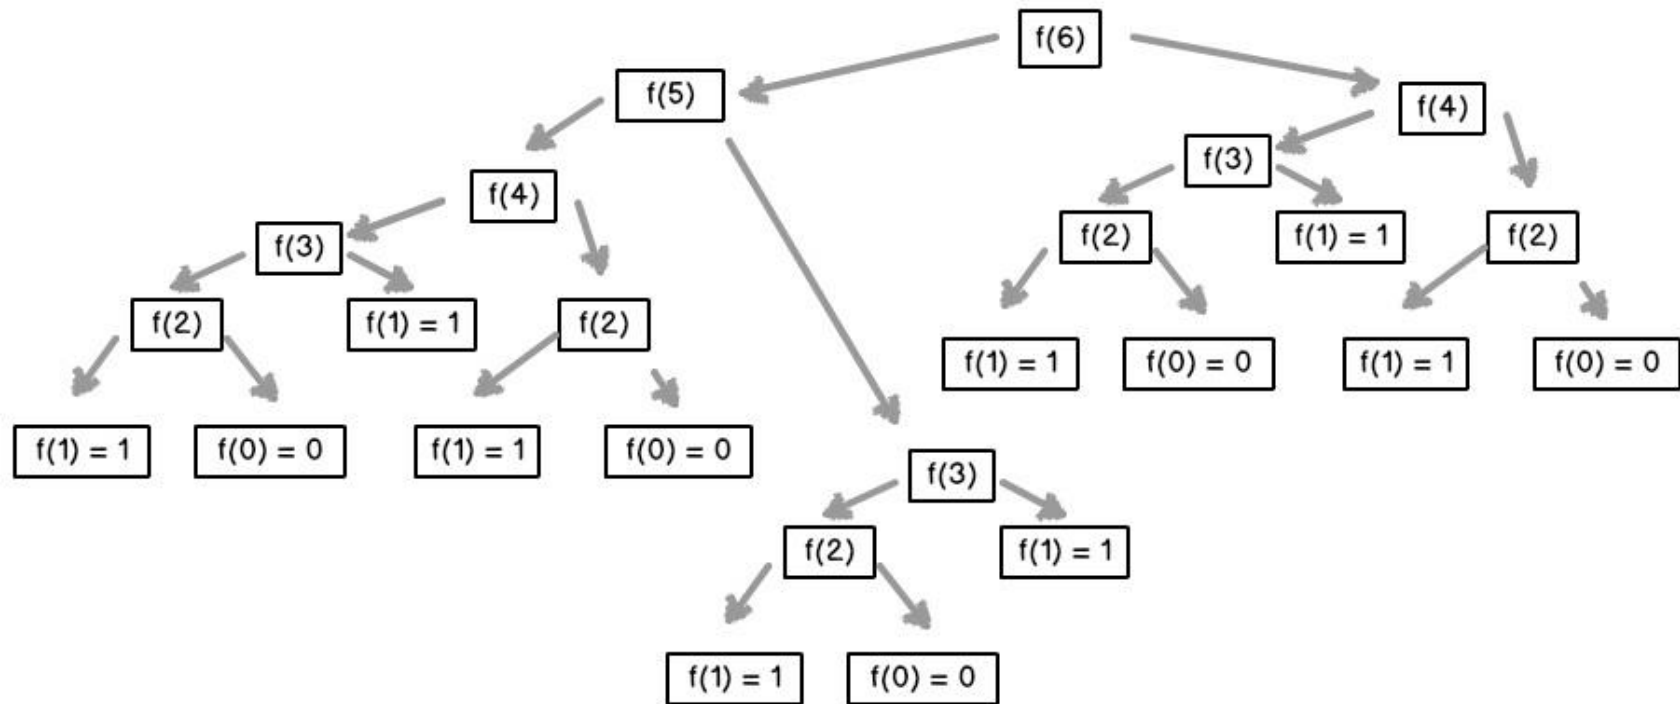 f(6)
f(5)
f(4)
f(3)
f(4)
f(3)
f(2)
f(1) = 1
f(2)
f(2)
f(1) = 1
f(2)
f(1) = 1
f(0) = 0
f(1) = 1
f(0) = 0
f(1) = 1
f(0) = 0
f(1) = 1
f(0) = 0
f(3)
f(2)
f(1) = 1
f(1) = 1
f(0) = 0